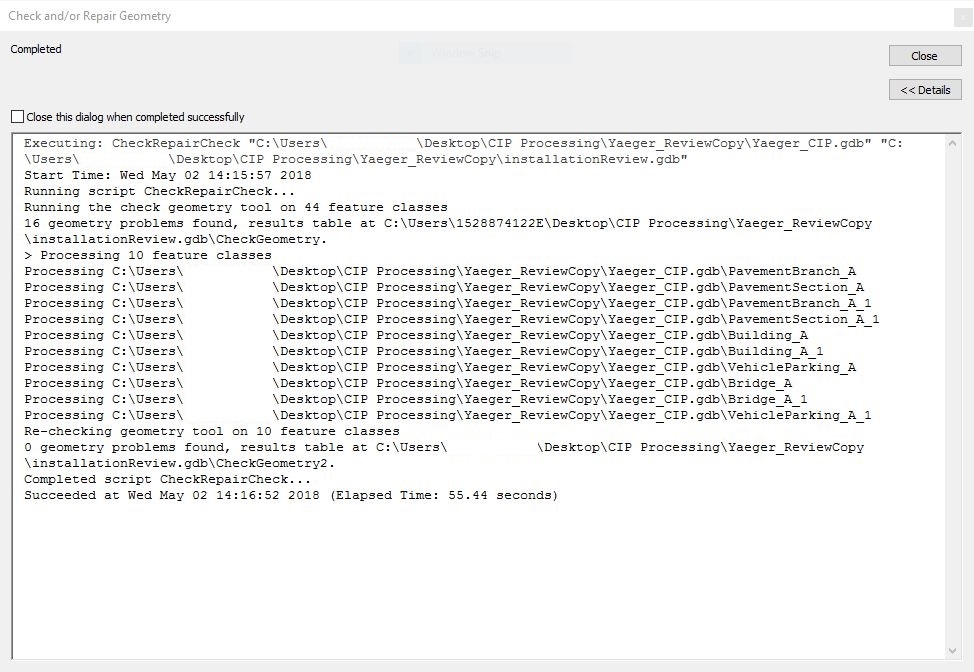 Check and/or Repair Geometry
Completed
Close
<< Details
Close this dialog when completed successfully
Executing: CheckRepairCheck "C:\Users\ \Desktop\CIP Processing\Yaeger_ReviewCopy\Yaeger_CIP.gdb" "C:
\Users\ \Desktop\CIP Processing\Yaeger_ReviewCopy\installationReview.gdb"
Start Time: Wed May 02 14:15:57 2018
Running script CheckRepairCheck...
Running the check geometry tool on 44 feature classes
16 geometry problems found, results table at C:\Users\1528874122E\Desktop\CIP Processing\Yaeger_ReviewCopy
\installationReview.gdb\CheckGeometry.
> Processing 10 feature classes
Processing C:\Users\ \Desktop\CIP Processing\Yaeger_ReviewCopy\Yaeger_CIP.gdb\PavementBranch_A
Processing C:\Users\ \Desktop\CIP Processing\Yaeger_ReviewCopy\Yaeger_CIP.gdb\PavementSection_A
Processing C:\Users\ \Desktop\CIP Processing\Yaeger_ReviewCopy\Yaeger_CIP.gdb\PavementBranch_A_1
Processing C:\Users\ \Desktop\CIP Processing\Yaeger_ReviewCopy\Yaeger_CIP.gdb\PavementSection_A_1
Processing C:\Users\ \Desktop\CIP Processing\Yaeger_ReviewCopy\Yaeger_CIP.gdb\Building_A
Processing C:\Users\ \Desktop\CIP Processing\Yaeger_ReviewCopy\Yaeger_CIP.gdb\Building_A_1
Processing C:\Users\ \Desktop\CIP Processing\Yaeger_ReviewCopy\Yaeger_CIP.gdb\VehicleParking_A
Processing C:\Users\ \Desktop\CIP Processing\Yaeger_ReviewCopy\Yaeger_CIP.gdb\Bridge_A
Processing C:\Users\ \Desktop\CIP Processing\Yaeger_ReviewCopy\Yaeger_CIP.gdb\Bridge_A_1
Processing C:\Users\ \Desktop\CIP Processing\Yaeger_ReviewCopy\Yaeger_CIP.gdb\VehicleParking_A_1
Re-checking geometry tool on 10 feature classes
0 geometry problems found, results table at C:\Users\ \Desktop\CIP Processing\Yaeger_ReviewCopy
\installationReview.gdb\CheckGeometry2.
Completed script CheckRepairCheck...
Succeeded at Wed May 02 14:16:52 2018 (Elapsed Time: 55.44 seconds)